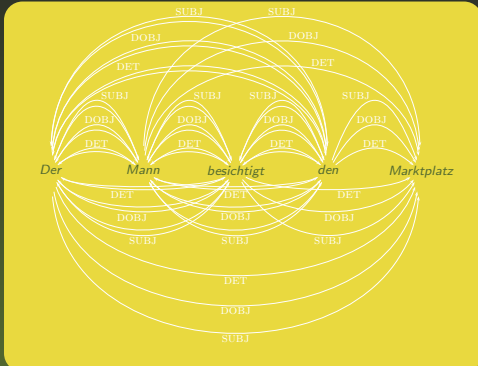 SUBJ SUBJ
DOBJ DOBJ
DET DET
SUBJ SUBJ SUBJ SUBJ
DOBJ DOBJ DOBJ DOBJ
DET DET DET DET
Der Mann besichtigt den Marktplatz
DET DET DET
DOBJ DOBJ DOBJ
SUBJ SUBJ SUBJ
DET
DOBJ
SUBJ